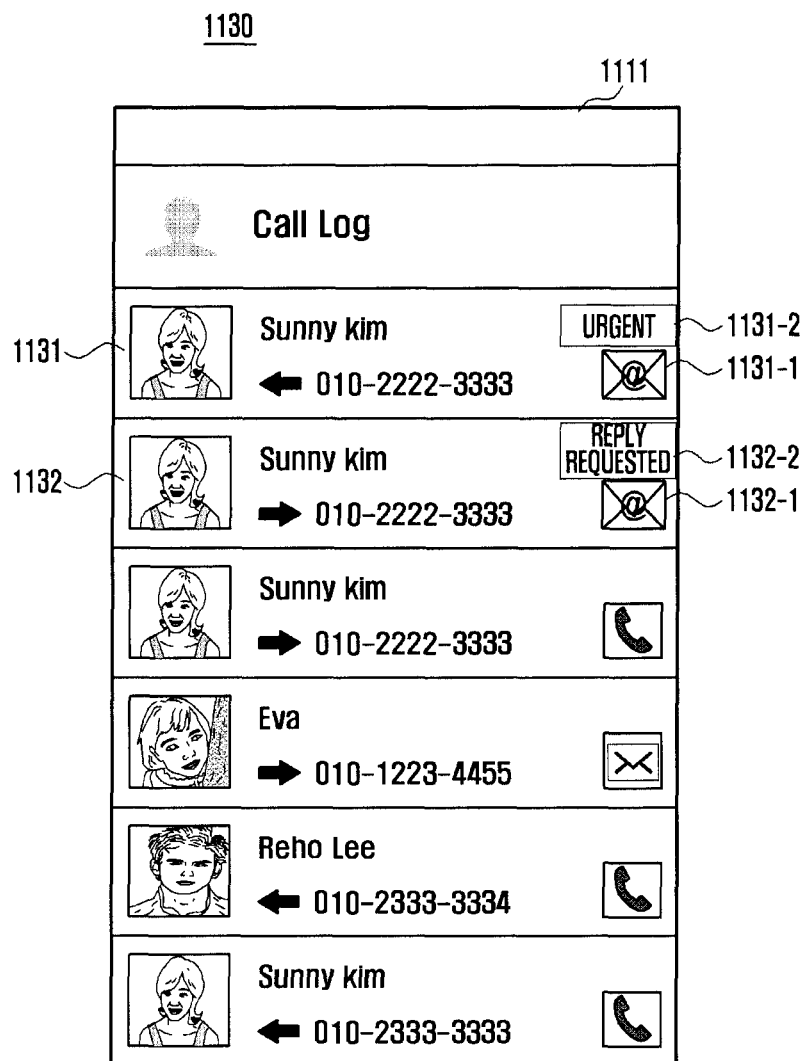 1130
1111
Call Log
Sunny kim
URGENT
1131-2
1131
010-2222-3333
@
1131-1
Sunny kim
REPLY
REQUESTED
1132-2
1132
010-2222-3333
@
1132-1
Sunny kim
010-2222-3333
Eva
010-1223-4455
Reho Lee
010-2333-3334
Sunny kim
010-2333-3333